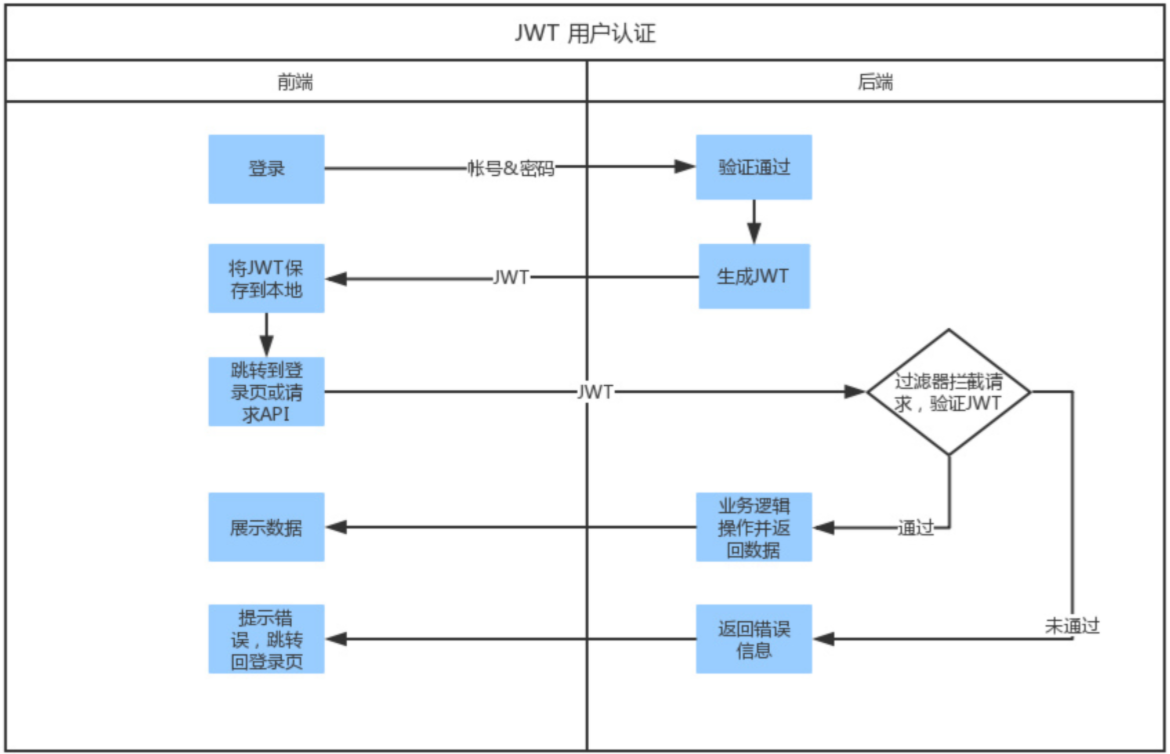 JWT 用户认证
前端
后端
登录
帐号&密码
验证通过
将JWT保
存到本地
JWT
生成JWT
跳转到登
录页或请
求API
JWT
过滤器拦截请
求，验证JWT
展示数据
业务逻辑
操作并返
回数据
通过
提示错
误，跳转
回登录页
返回错误
信息
未通过